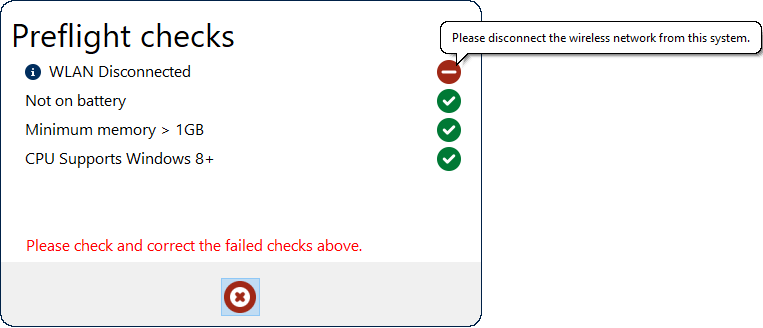 Preflight checks
Please disconnect the wireless network from this system.
WLAN Disconnected
Not on battery
Minimum memory > 1GB
CPU Supports Windows 8+
Please check and correct the failed checks above.